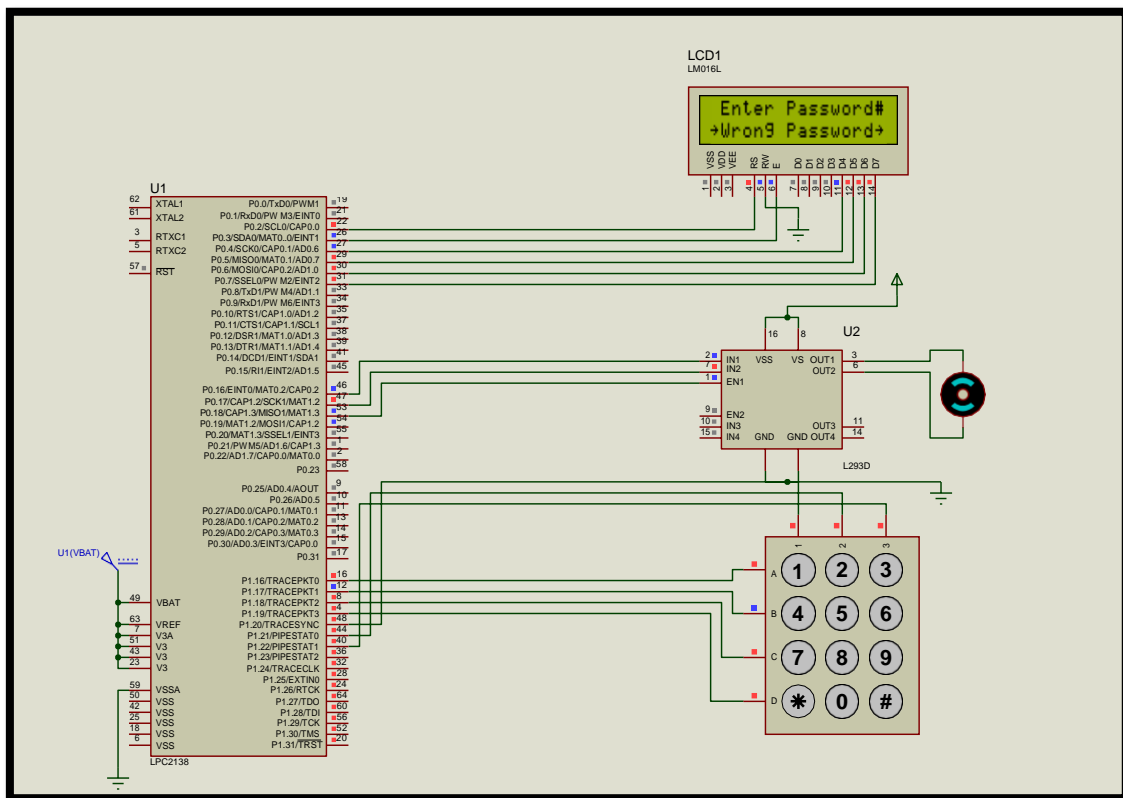 LCD1
LM016L
Enter Password#
→Wrong Password→
VSS VDD VEE RS RW E D0 D1 D2 D3 D4 D5 D6 D7
1 2 3 4 5 6 7 8 9 10 11 12 13 14
U1
62 XTAL1 P0.0/TxD0/PWM1 19
61 XTAL2 P0.1/RxD0/PW M3/EINT0 21
P0.2/SCL0/CAP0.0 22
3 RTXC1 P0.3/SDA0/MAT0..0/EINT1 26
5 RTXC2 P0.4/SCK0/CAP0.1/AD0.6 27
P0.5/MISO0/MAT0.1/AD0.7 29
57 RST P0.6/MOSI0/CAP0.2/AD1.0 30
P0.7/SSEL0/PW M2/EINT2 31
P0.8/TxD1/PW M4/AD1.1 33
P0.9/RxD1/PW M6/EINT3 34
P0.10/RTS1/CAP1.0/AD1.2 35
P0.11/CTS1/CAP1.1/SCL1 37
P0.12/DSR1/MAT1.0/AD1.3 38
P0.13/DTR1/MAT1.1/AD1.4 39
P0.14/DCD1/EINT1/SDA1 41
P0.15/RI1/EINT2/AD1.5 45
P0.16/EINT0/MAT0.2/CAP0.2 46
P0.17/CAP1.2/SCK1/MAT1.2 47
P0.18/CAP1.3/MISO1/MAT1.3 53
P0.19/MAT1.2/MOSI1/CAP1.2 54
P0.20/MAT1.3/SSEL1/EINT3 55
P0.21/PWM5/AD1.6/CAP1.3 1
P0.22/AD1.7/CAP0.0/MAT0.0 2
P0.23 58
P0.25/AD0.4/AOUT 9
P0.26/AD0.5 10
P0.27/AD0.0/CAP0.1/MAT0.1 11
P0.28/AD0.1/CAP0.2/MAT0.2 13
P0.29/AD0.2/CAP0.3/MAT0.3 14
P0.30/AD0.3/EINT3/CAP0.0 15
P0.31 17
U1(VBAT)
P1.16/TRACEPKT0 16
P1.17/TRACEPKT1 12
49 VBAT P1.18/TRACEPKT2 8
P1.19/TRACEPKT3 4
63 VREF P1.20/TRACESYNC 48
7 V3A P1.21/PIPESTAT0 44
51 V3 P1.22/PIPESTAT1 40
43 V3 P1.23/PIPESTAT2 36
23 V3 P1.24/TRACECLK 32
P1.25/EXTIN0 28
59 VSSA P1.26/RTCK 24
50 VSS P1.27/TDO 64
42 VSS P1.28/TDI 60
25 VSS P1.29/TCK 56
18 VSS P1.30/TMS 52
6 VSS P1.31/TRST 20
LPC2138
U2
16 8
VSS VS
2 IN1 OUT1 3
7 IN2 OUT2 6
1 EN1
9 EN2
10 IN3 OUT3 11
15 IN4 OUT4 14
GND GND
L293D
1 2 3
A 1 2 3
B 4 5 6
C 7 8 9
D * 0 #